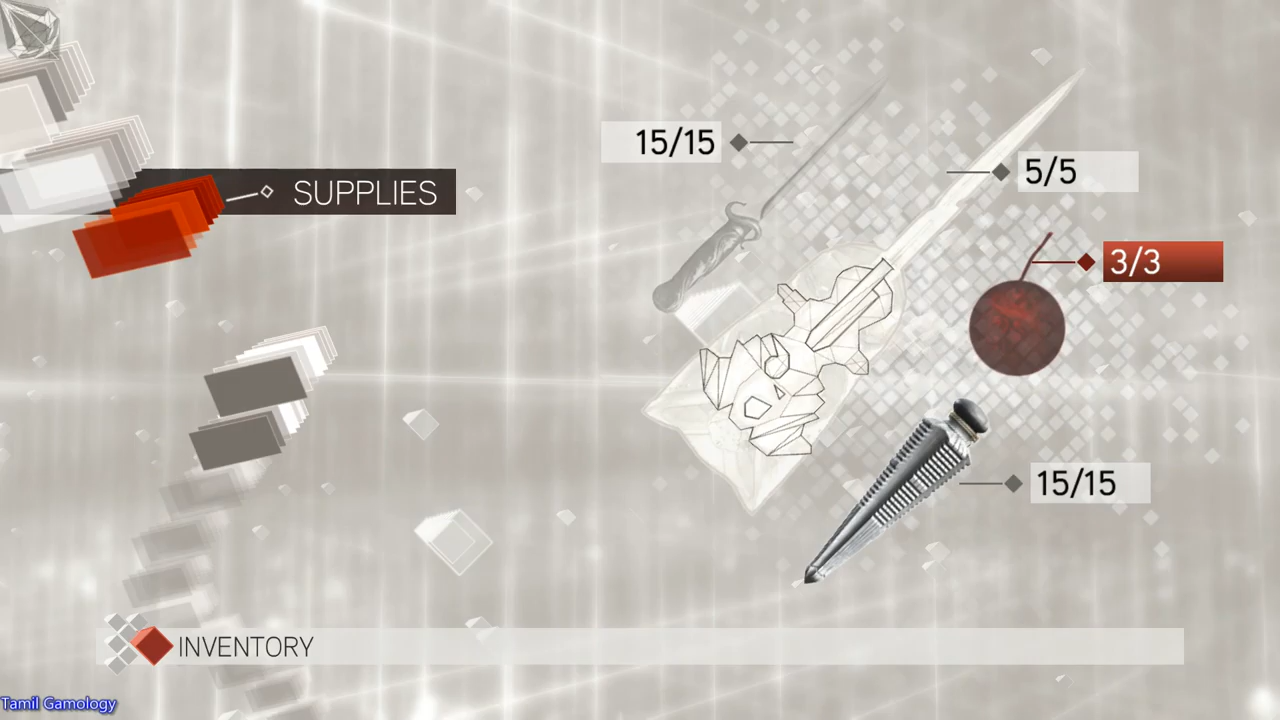 15/15
5/5
SUPPLIES
3/3
15/15
INVENTORY
Tamil Gamology